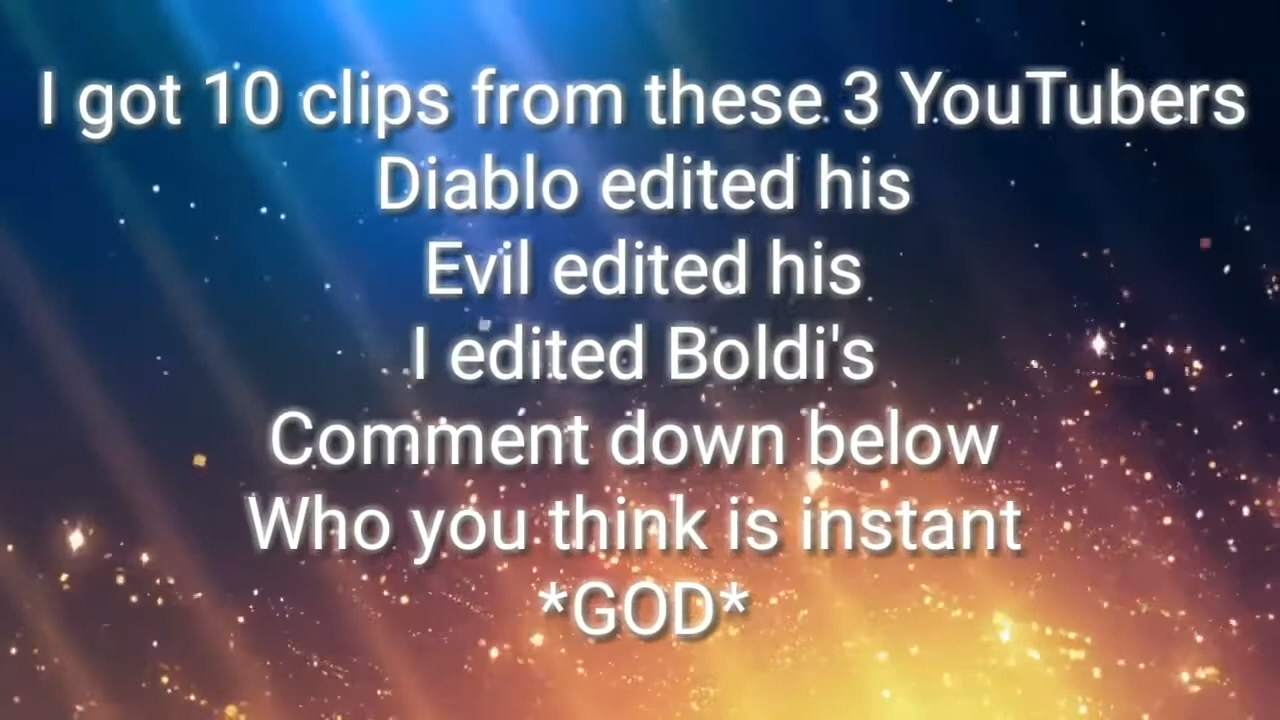 I got 10 clips from these 3 YouTubers
Diablo edited his
Evil edited his
I edited Boldi's
Comment down below
Who you think is instant
*GOD*